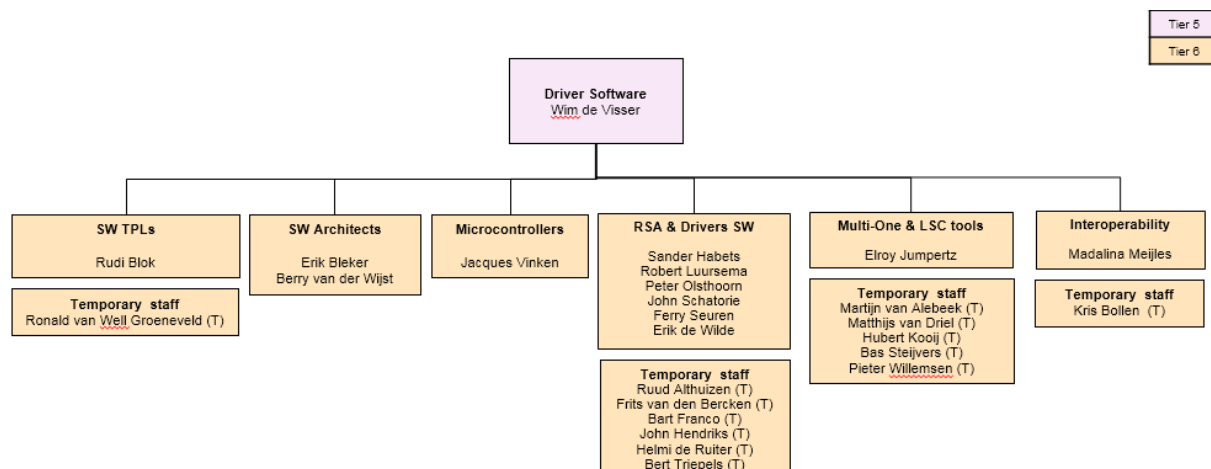 Tier 5
Tier 6
Driver Software
Wim de Visser
SW TPLs
Rudi Blok
Temporary staff
Ronald van Well Groeneveld (T)
SW Architects
Erik Bleker
Berry van der Wijst
Microcontrollers
Jacques Vinken
RSA & Drivers SW
Sander Habets
Robert Luursema
Peter Olsthoorn
John Schatorie
Ferry Seuren
Erik de Wilde
Temporary staff
Ruud Althuizen (T)
Frits van den Bercken (T)
Bart Franco (T)
John Hendriks (T)
Helmi de Ruiter (T)
Bert Triepels (T)
Multi-One & LSC tools
Elroy Jumpertz
Temporary staff
Martijn van Alebeek (T)
Matthijs van Driel (T)
Hubert Kooij (T)
Bas Steijvers (T)
Pieter Willemsen (T)
Interoperability
Madalina Meijles
Temporary staff
Kris Bollen (T)